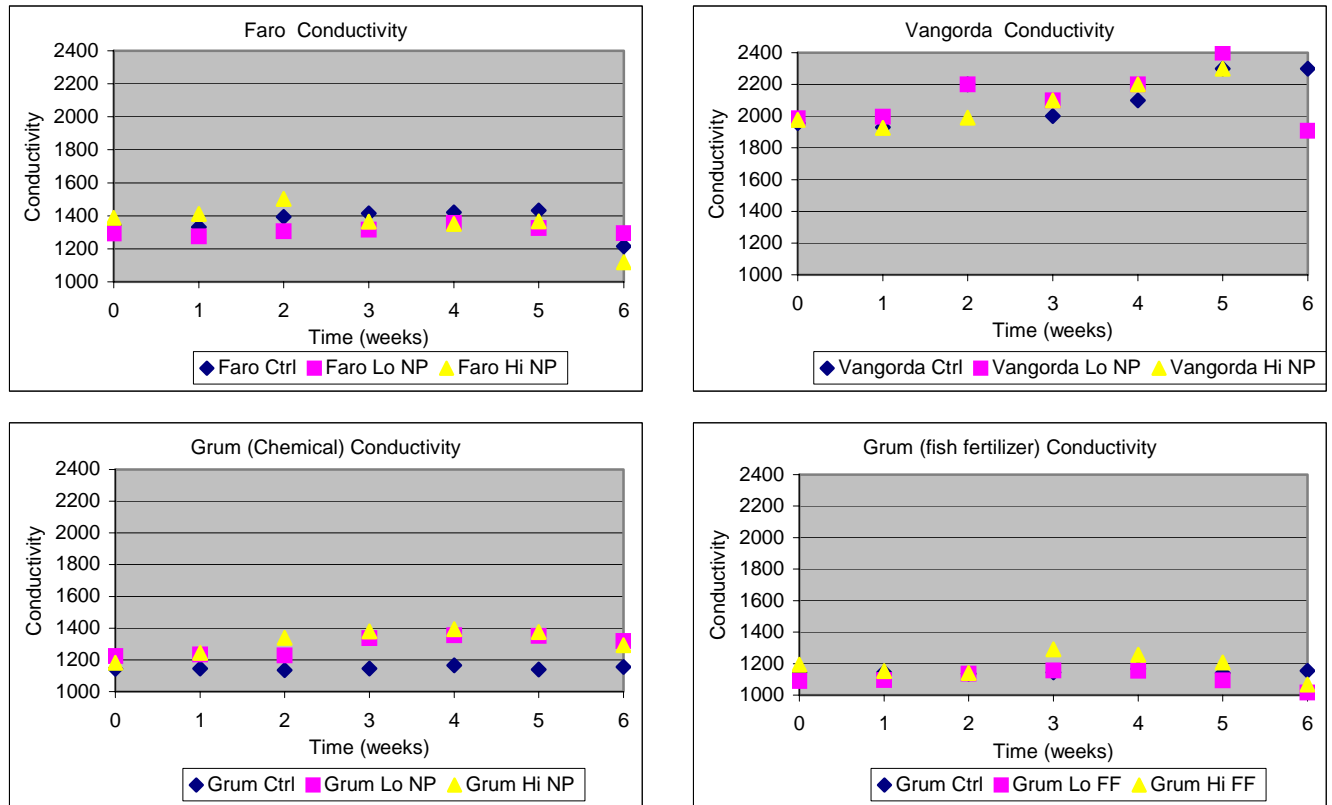 Faro Conductivity
2400
2200
2000
1800
1600
1400
1200
1000
Conductivity
0 1 2 3 4 5 6
Time (weeks)
Faro Ctrl Faro Lo NP Faro Hi NP
Vangorda Conductivity
2400
2200
2000
1800
1600
1400
1200
1000
Conductivity
0 1 2 3 4 5 6
Time (weeks)
Vangorda Ctrl Vangorda Lo NP Vangorda Hi NP
Grum (Chemical) Conductivity
2400
2200
2000
1800
1600
1400
1200
1000
Conductivity
0 1 2 3 4 5 6
Time (weeks)
Grum Ctrl Grum Lo NP Grum Hi NP
Grum (fish fertilizer) Conductivity
2400
2200
2000
1800
1600
1400
1200
1000
Conductivity
0 1 2 3 4 5 6
Time (weeks)
Grum Ctrl Grum Lo FF Grum Hi FF